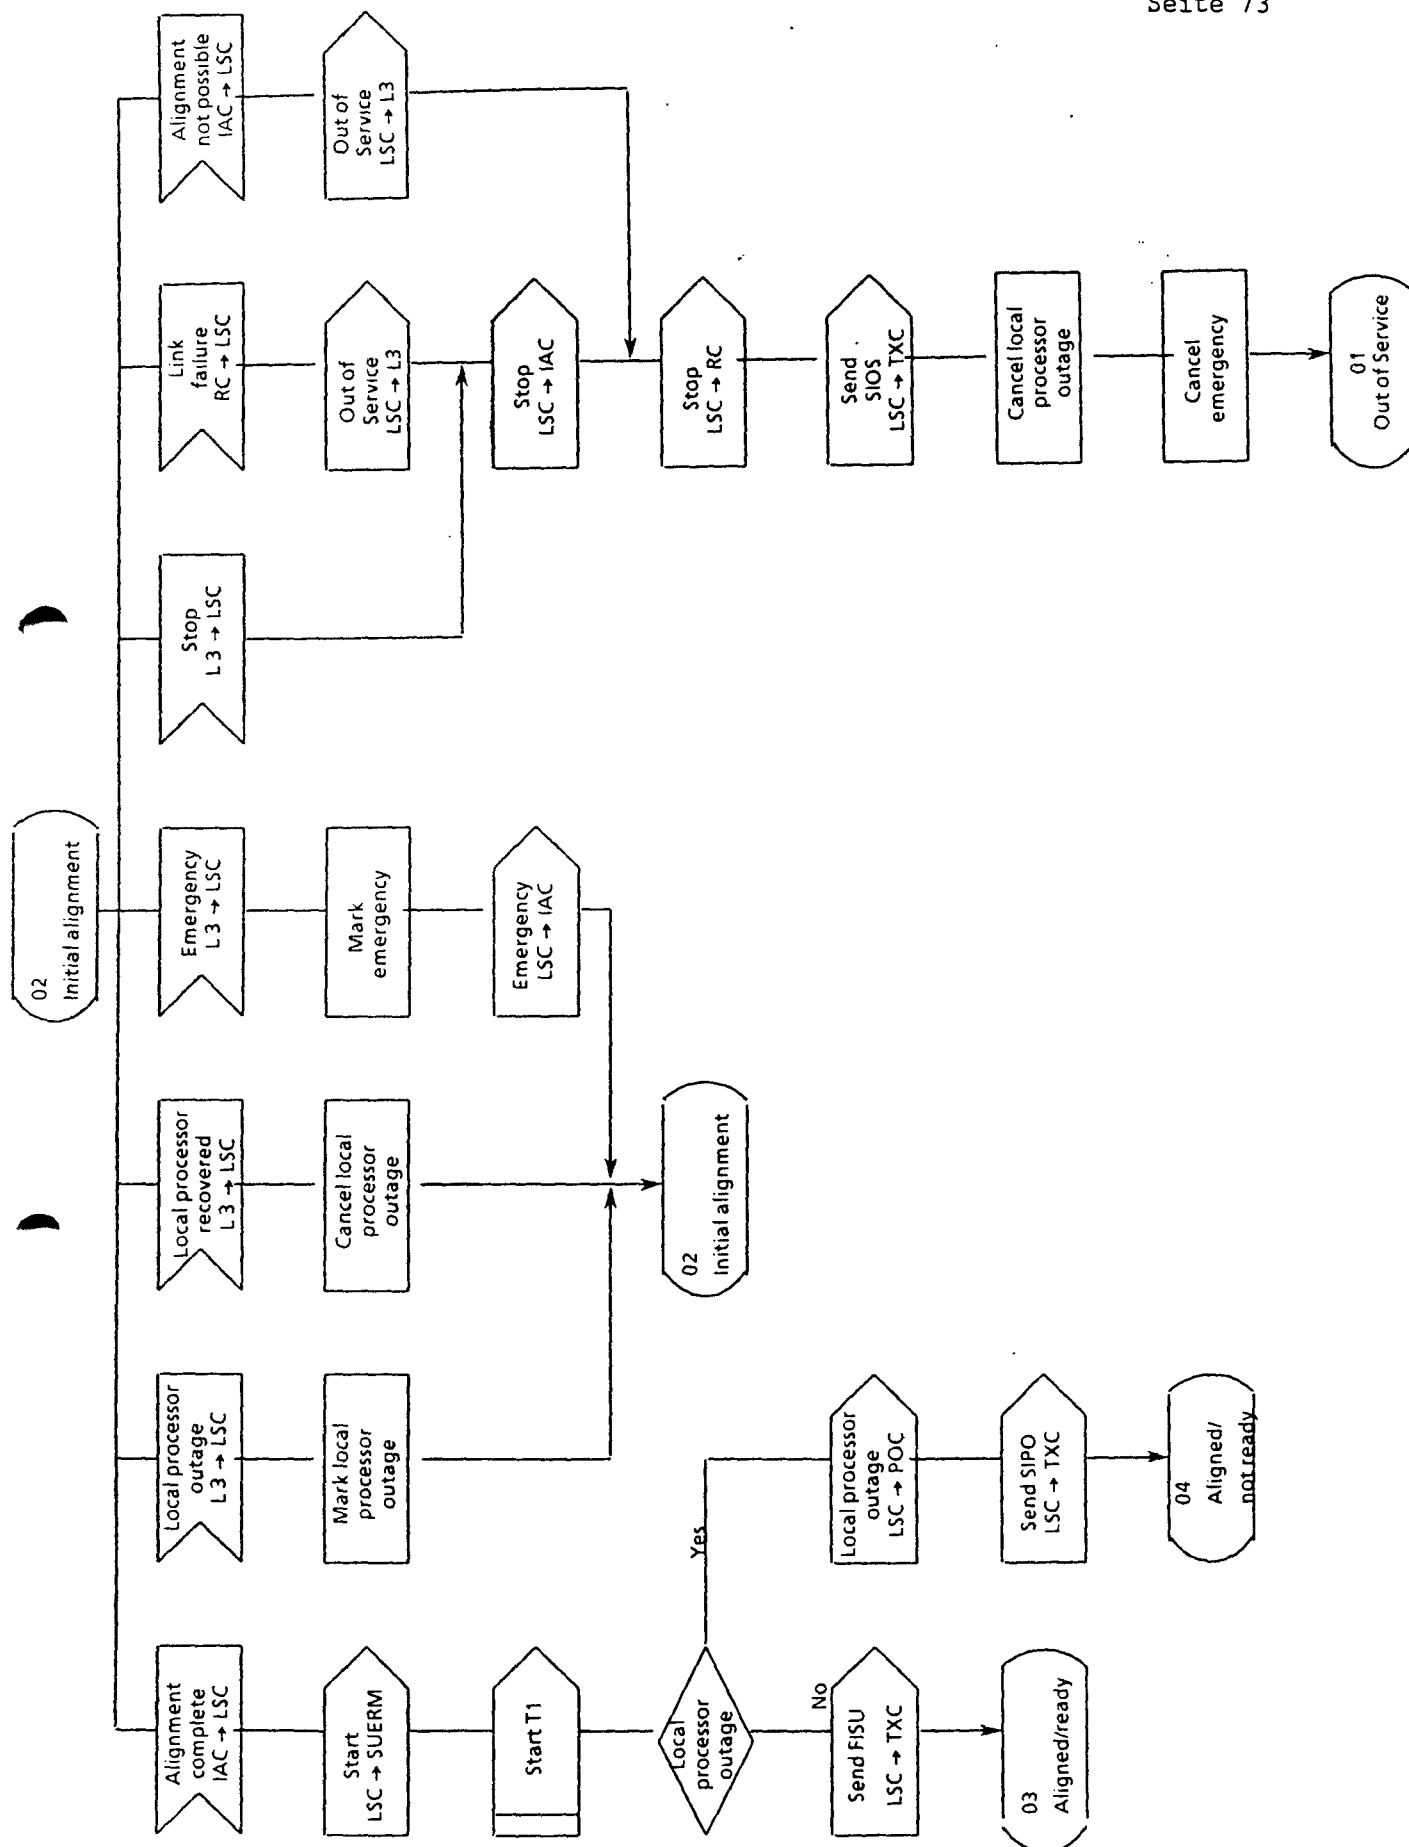 Seite 73
02
Initial alignment
Alignment
complete
IAC → LSC
Start
LSC → SUERM
Start T1
Local
processor
outage
No
Send FISU
LSC → TXC
03
Aligned/ready
Yes
Local processor
outage
LSC → POC
Send SIPO
LSC → TXC
04
Aligned/
not ready
Local processor
outage
L3 → LSC
Mark local
processor
outage
Local processor
recovered
L3 → LSC
Cancel local
processor
outage
02
Initial alignment
Emergency
L3 → LSC
Mark
emergency
Emergency
LSC → IAC
Stop
L3 → LSC
Link
failure
RC → LSC
Out of
Service
LSC → L3
Stop
LSC → IAC
Stop
LSC → RC
Send
SIOS
LSC → TXC
Cancel local
processor
outage
Cancel
emergency
01
Out of Service
Alignment
not possible
IAC → LSC
Out of
Service
LSC → L3